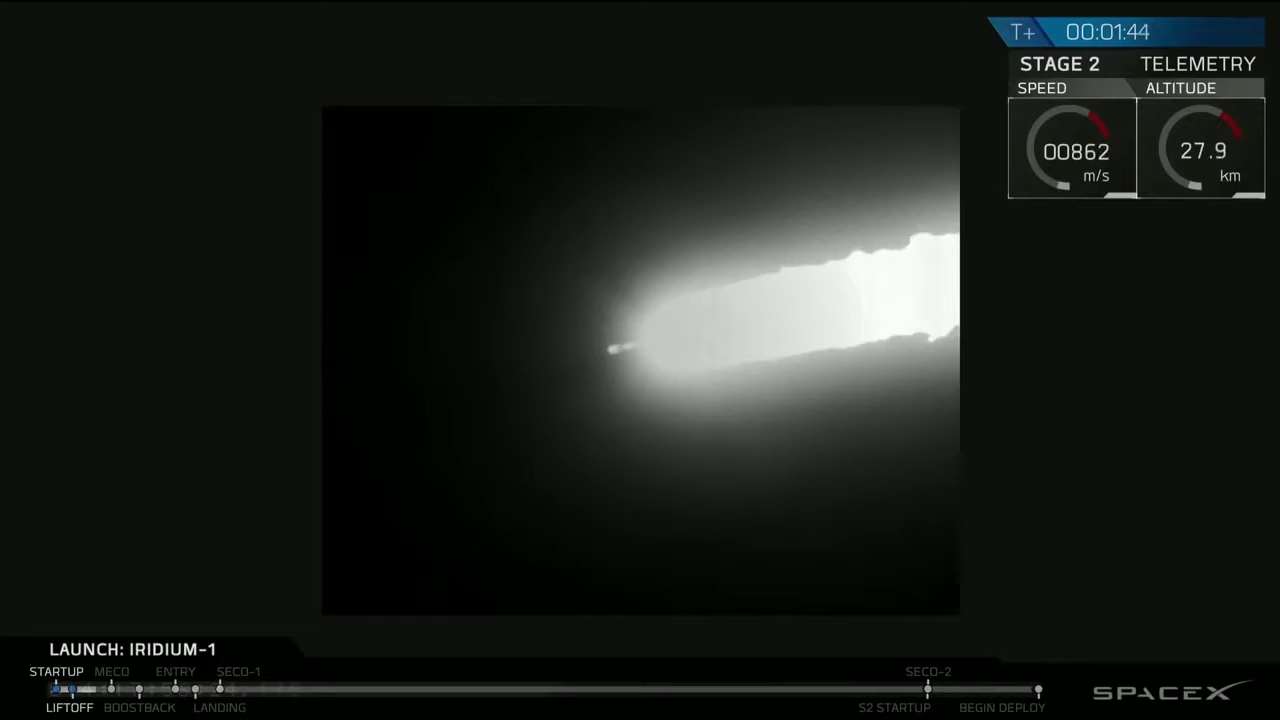 T+ 00:01:44
STAGE 2 TELEMETRY
SPEED ALTITUDE
00862 27.9
m/s km
LAUNCH: IRIDIUM-1
STARTUP MECO ENTRY SECO-1 SECO-2
LIFTOFF BOOSTBACK LANDING S2 STARTUP BEGIN DEPLOY
SPACEX